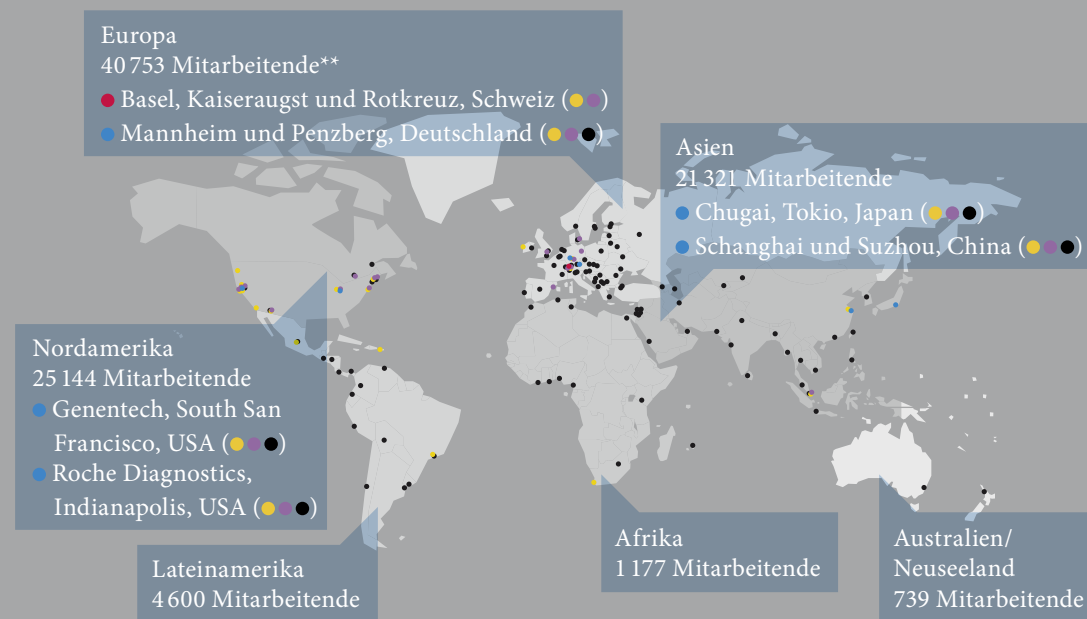 Europa
40 753 Mitarbeitende**
Basel, Kaiseraugst und Rotkreuz, Schweiz ( )
Mannheim und Penzberg, Deutschland ( )
Asien
21 321 Mitarbeitende
Chugai, Tokio, Japan ( )
Schanghai und Suzhou, China ( )
Nordamerika
25 144 Mitarbeitende
Genentech, South San
Francisco, USA ( )
Roche Diagnostics,
Indianapolis, USA ( )
Lateinamerika
4 600 Mitarbeitende
Afrika
1 177 Mitarbeitende
Australien/
Neuseeland
739 Mitarbeitende